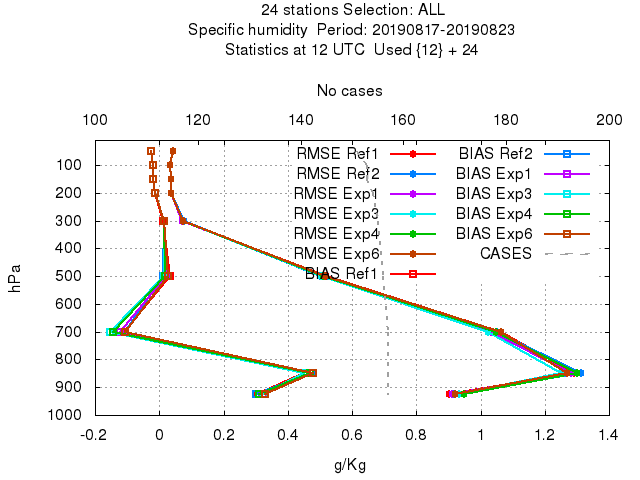 24 stations Selection: ALL
Specific humidity  Period: 20190817-20190823
Statistics at 12 UTC  Used {12} + 24
No cases
100 120 140 160 180 200
RMSE Ref1 BIAS Ref2
100 RMSE Ref2 BIAS Exp1
200 RMSE Exp1 BIAS Exp3
RMSE Exp3 BIAS Exp4
300 RMSE Exp4 BIAS Exp6
400 RMSE Exp6 CASES
BIAS Ref1
500
hPa
600
700
800
900
1000
-0.2 0 0.2 0.4 0.6 0.8 1 1.2 1.4
g/Kg